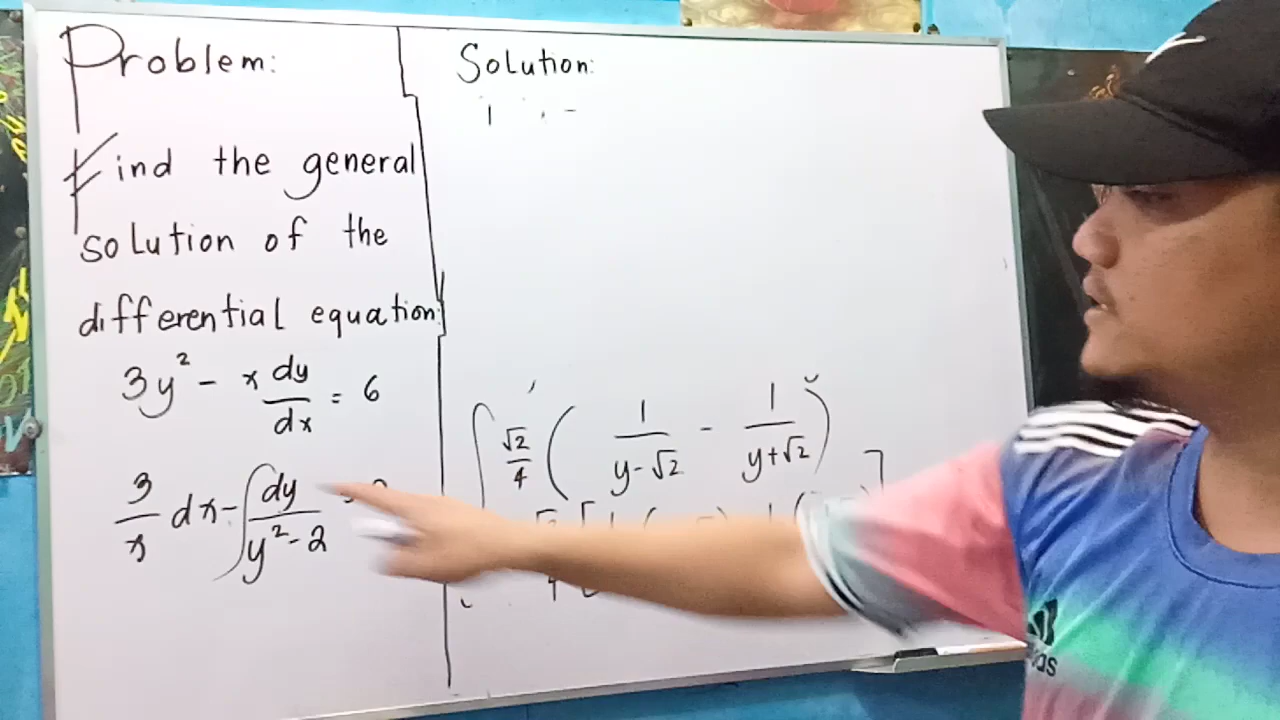 Problem:
Find the general
solution of the
differential equation:
3y² - x dy/dx = 6
3/x dx - ∫ dy/(y² - 2)
Solution:
∫ √2/4 ( 1/(y-√2) - 1/(y+√2) )